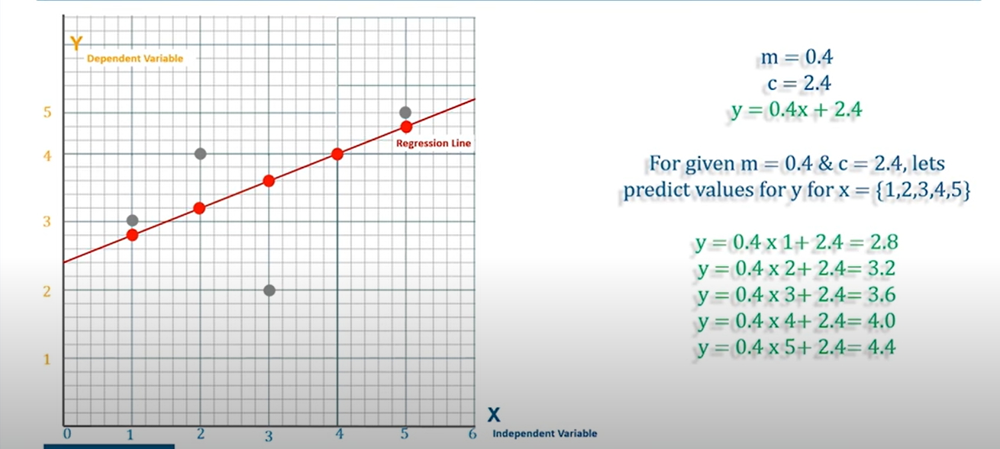 Y
Dependent Variable
5
4
3
2
1
Regression Line
0 1 2 3 4 5 6
X
Independent Variable
m = 0.4
c = 2.4
y = 0.4x + 2.4
For given m = 0.4 & c = 2.4, lets
predict values for y for x = {1,2,3,4,5}
y = 0.4 x 1+ 2.4 = 2.8
y = 0.4 x 2+ 2.4= 3.2
y = 0.4 x 3+ 2.4= 3.6
y = 0.4 x 4+ 2.4= 4.0
y = 0.4 x 5+ 2.4= 4.4